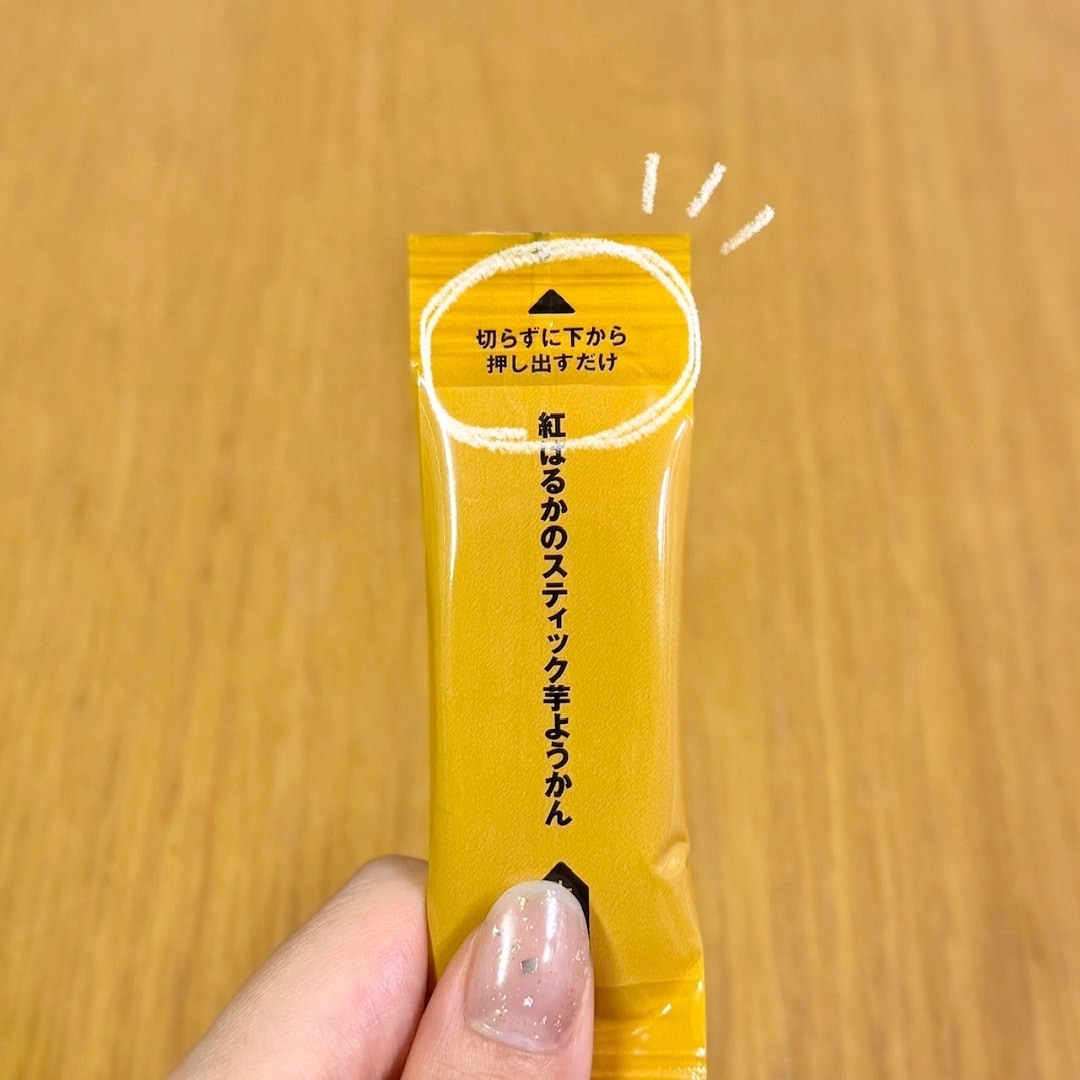 切らずに下から
押し出すだけ
紅はるかのスティック芋ようかん